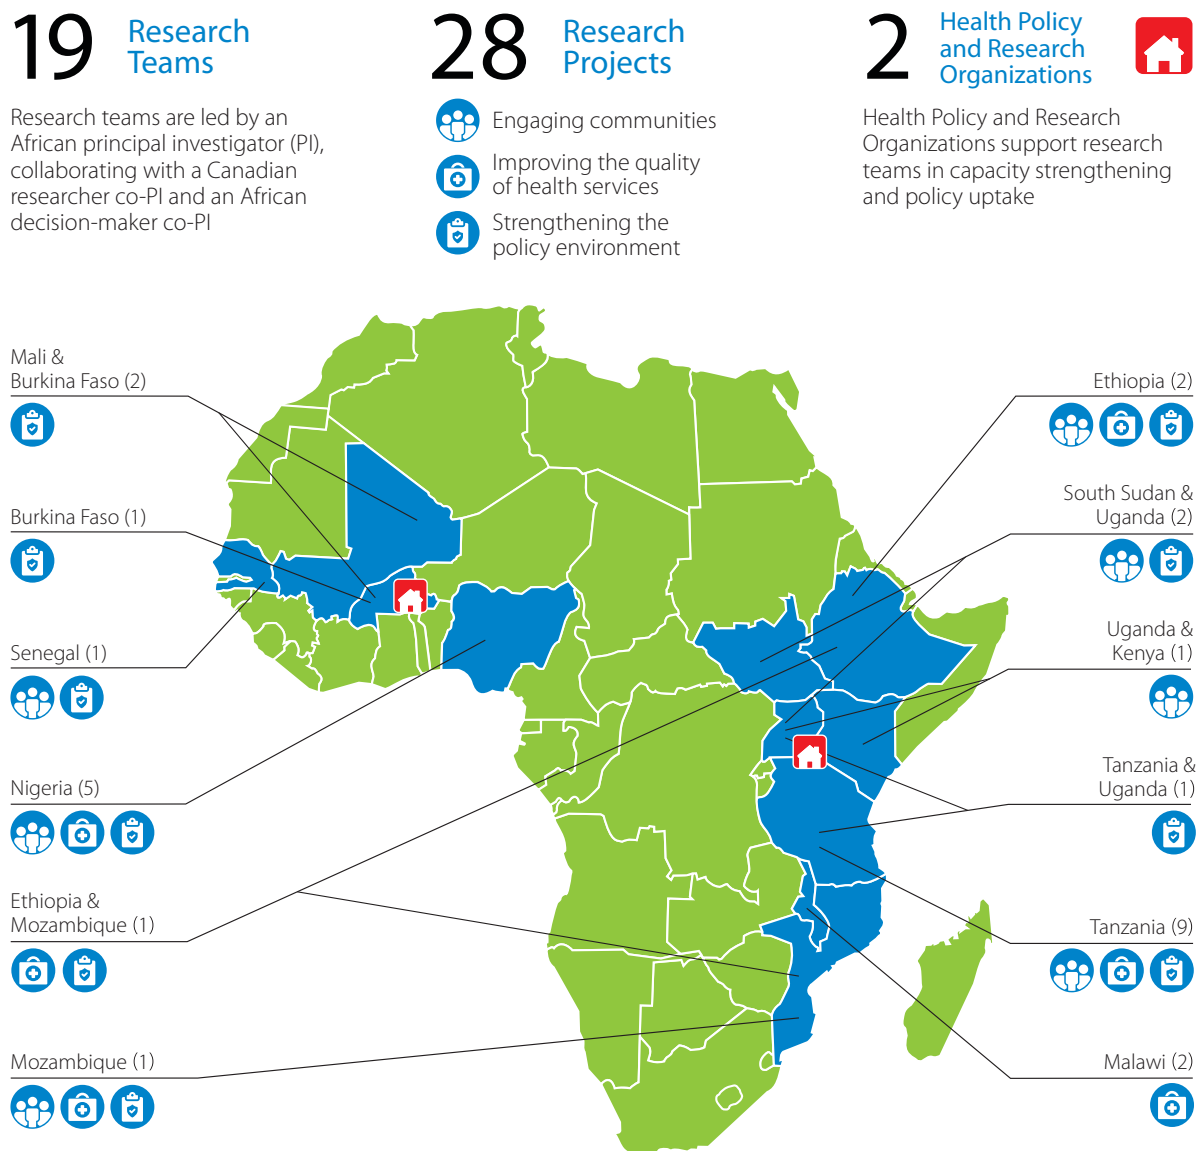 19
Research
Teams
Research teams are led by an
African principal investigator (PI),
collaborating with a Canadian
researcher co-PI and an African
decision-maker co-PI
28
Research
Projects
Engaging communities
Improving the quality
of health services
Strengthening the
policy environment
2
Health Policy
and Research
Organizations
Health Policy and Research
Organizations support research
teams in capacity strengthening
and policy uptake
Mali &
Burkina Faso (2)
Burkina Faso (1)
Senegal (1)
Nigeria (5)
Ethiopia &
Mozambique (1)
Mozambique (1)
Ethiopia (2)
South Sudan &
Uganda (2)
Uganda &
Kenya (1)
Tanzania &
Uganda (1)
Tanzania (9)
Malawi (2)